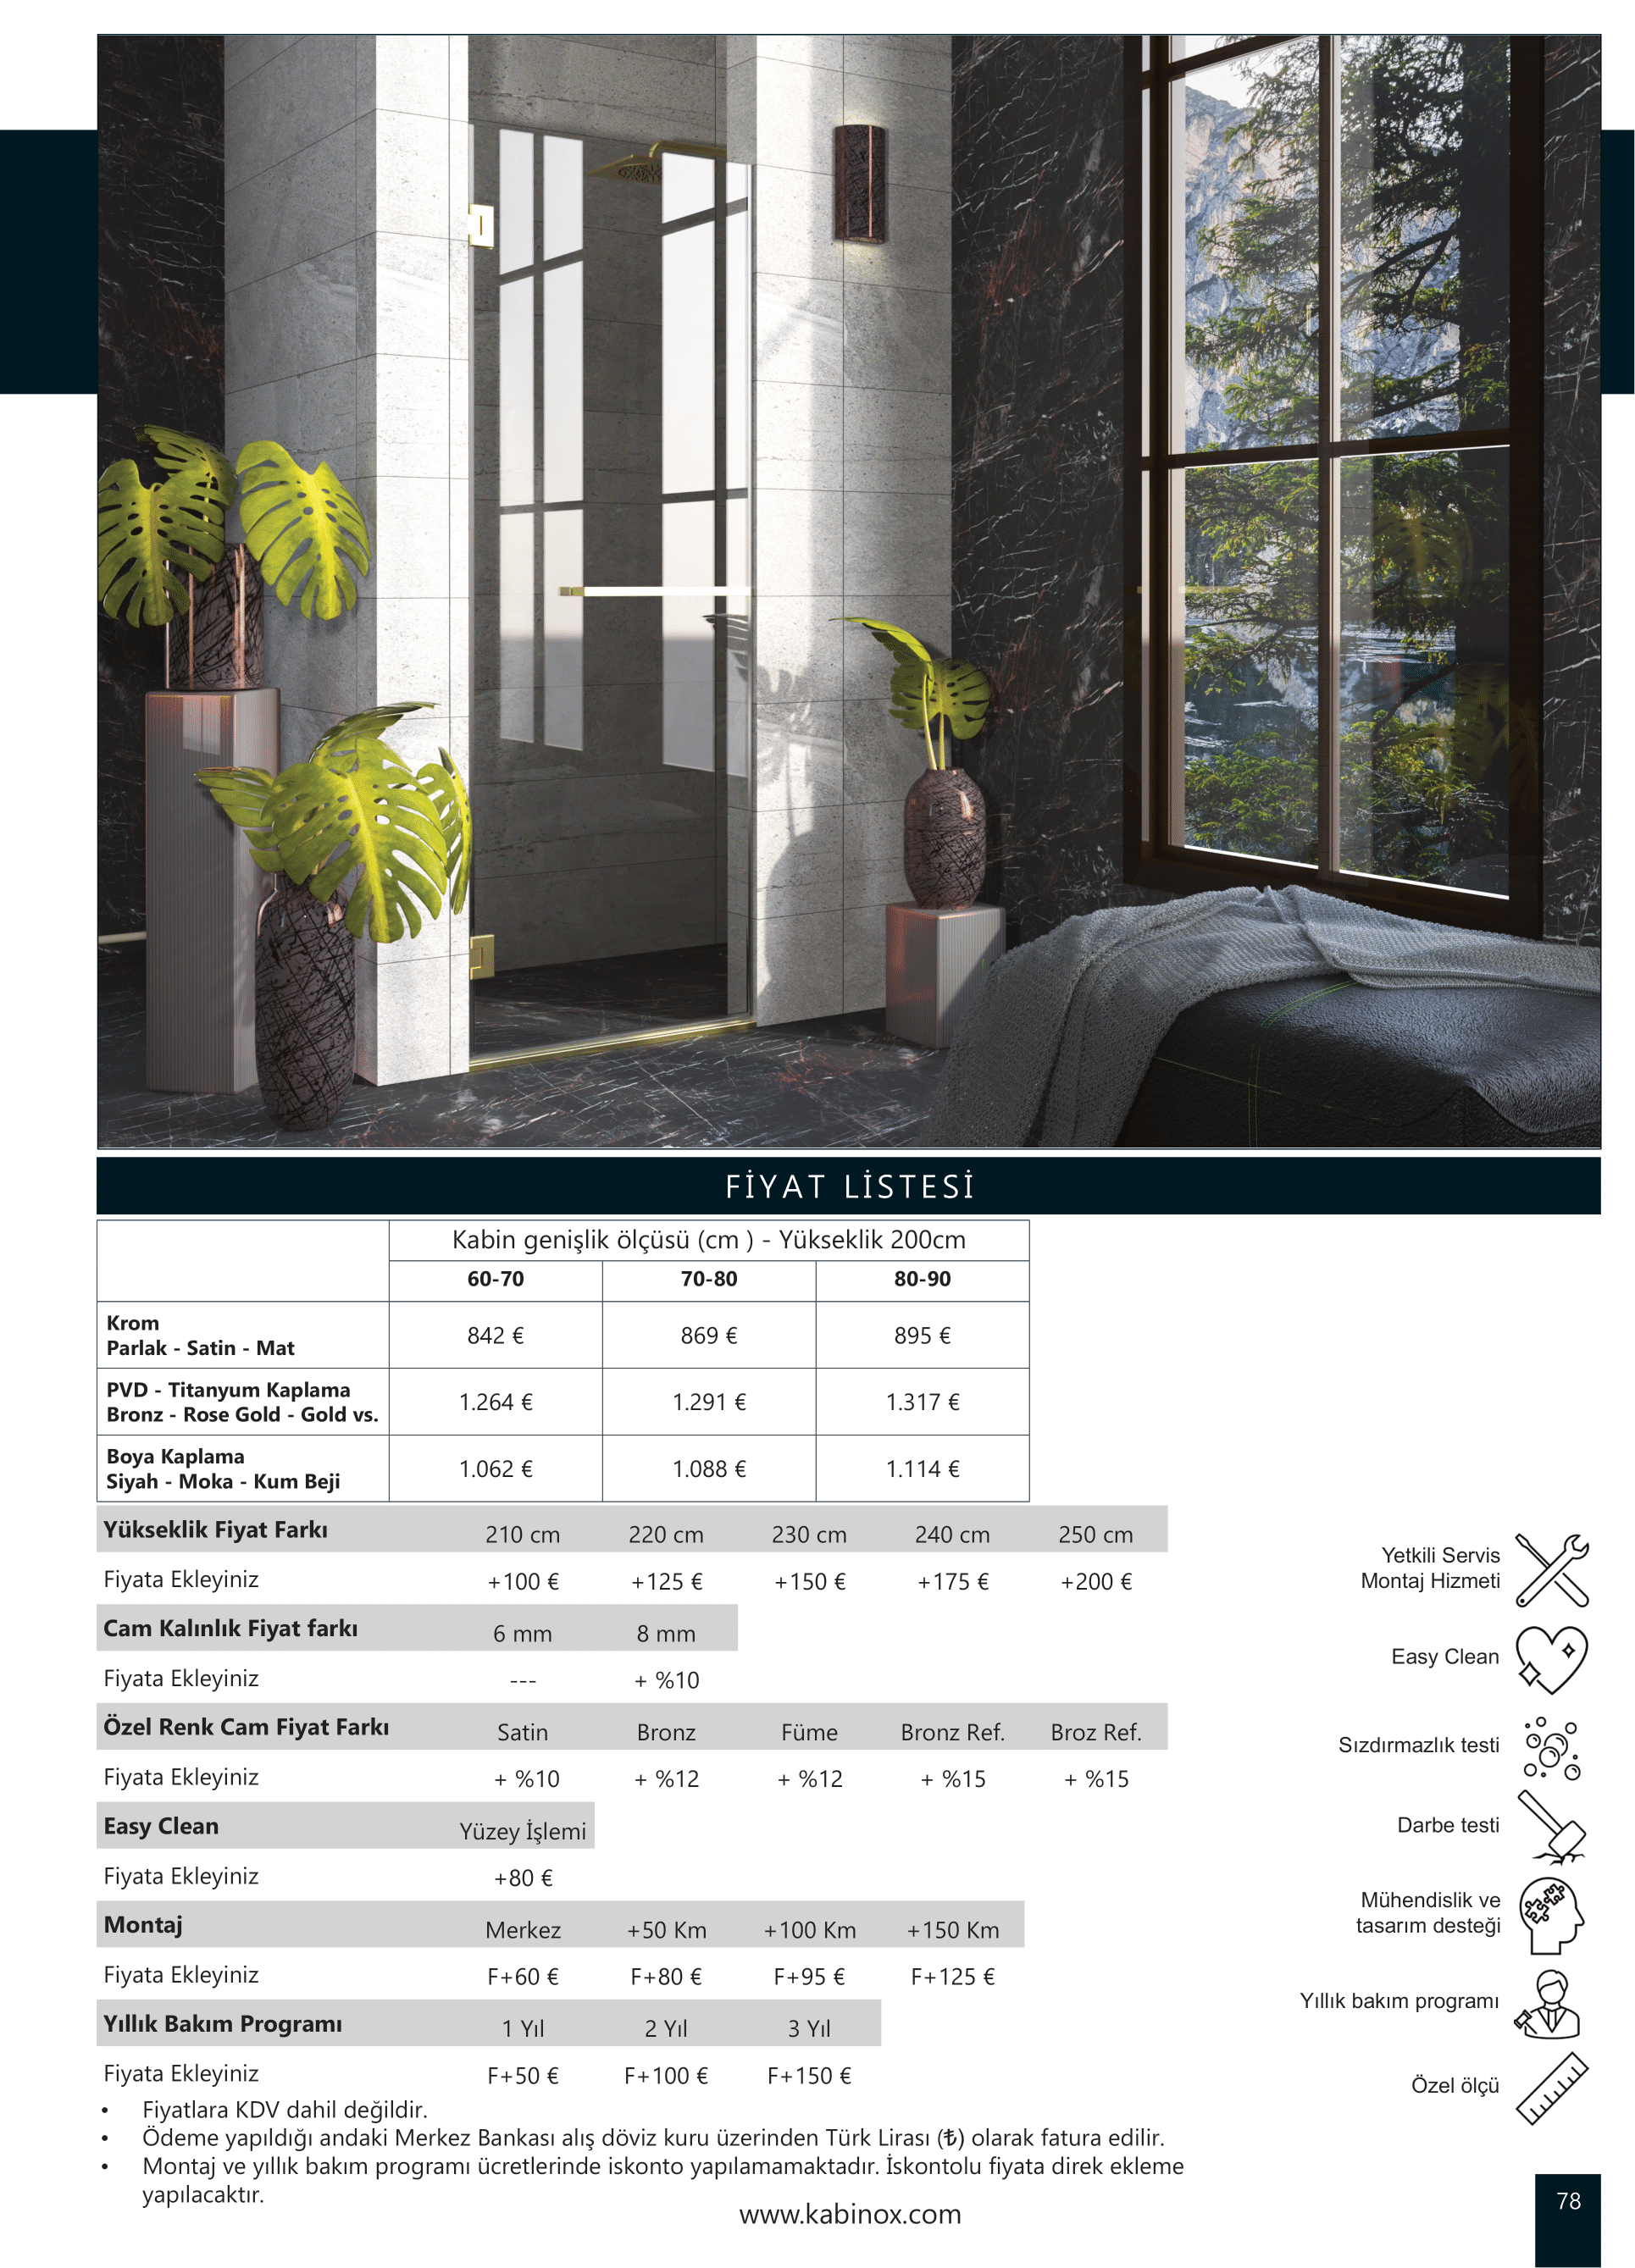 FİYAT LİSTESİ
Kabin genişlik ölçüsü (cm ) - Yükseklik 200cm
60-70 70-80 80-90
Krom
Parlak - Satin - Mat
842 € 869 € 895 €
PVD - Titanyum Kaplama
Bronz - Rose Gold - Gold vs.
1.264 € 1.291 € 1.317 €
Boya Kaplama
Siyah - Moka - Kum Beji
1.062 € 1.088 € 1.114 €
Yükseklik Fiyat Farkı 210 cm 220 cm 230 cm 240 cm 250 cm
Fiyata Ekleyiniz +100 € +125 € +150 € +175 € +200 €
Cam Kalınlık Fiyat farkı 6 mm 8 mm
Fiyata Ekleyiniz --- + %10
Özel Renk Cam Fiyat Farkı Satin Bronz Füme Bronz Ref. Broz Ref.
Fiyata Ekleyiniz + %10 + %12 + %12 + %15 + %15
Easy Clean Yüzey İşlemi
Fiyata Ekleyiniz +80 €
Montaj Merkez +50 Km +100 Km +150 Km
Fiyata Ekleyiniz F+60 € F+80 € F+95 € F+125 €
Yıllık Bakım Programı 1 Yıl 2 Yıl 3 Yıl
Fiyata Ekleyiniz F+50 € F+100 € F+150 €
• Fiyatlara KDV dahil değildir.
• Ödeme yapıldığı andaki Merkez Bankası alış döviz kuru üzerinden Türk Lirası (₺) olarak fatura edilir.
• Montaj ve yıllık bakım programı ücretlerinde iskonto yapılamamaktadır. İskontolu fiyata direk ekleme
yapılacaktır.
Yetkili Servis
Montaj Hizmeti
Easy Clean
Sızdırmazlık testi
Darbe testi
Mühendislik ve
tasarım desteği
Yıllık bakım programı
Özel ölçü
www.kabinox.com
78